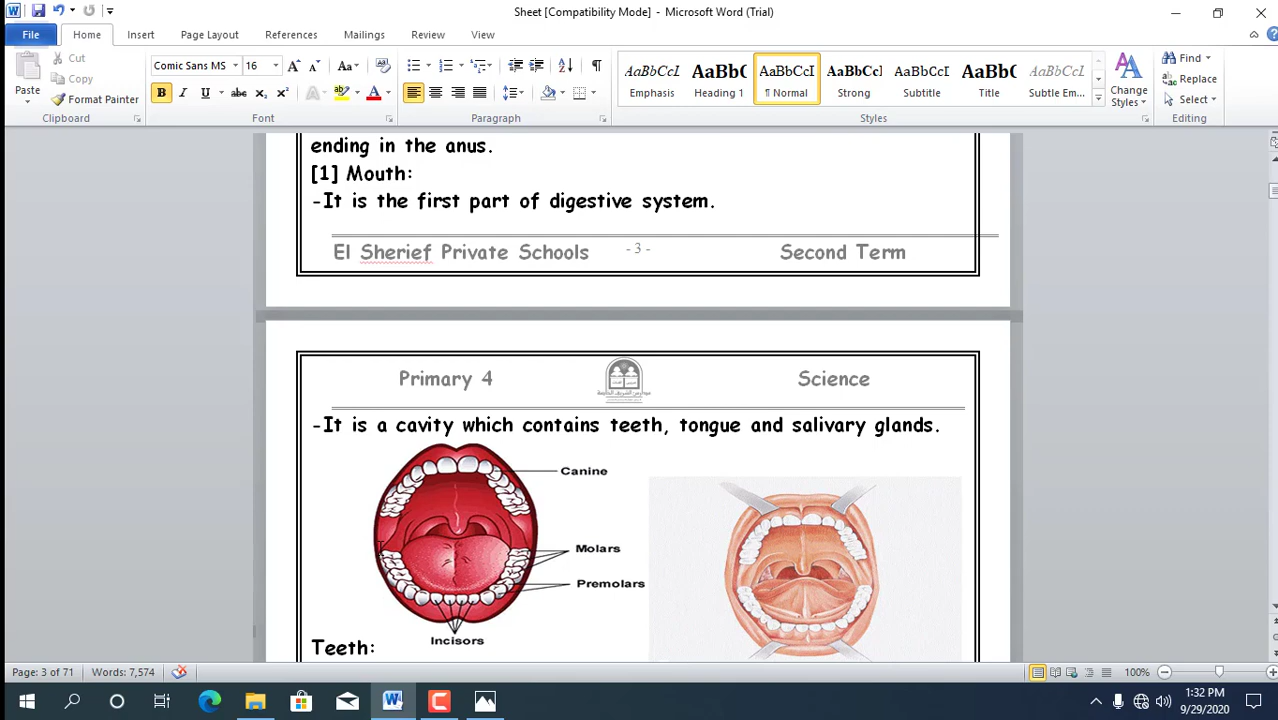 Sheet [Compatibility Mode] - Microsoft Word (Trial)
File Home Insert Page Layout References Mailings Review View
Cut
Copy
Format Painter
Paste
Clipboard
Comic Sans MS 16
Font
Paragraph
AaBbCcI AaBb( AaBbCcI AaBbCcl AaBbCcI AaBb( AaBbCcI
Emphasis Heading 1 ¶ Normal Strong Subtitle Title Subtle Em...
Styles
Change Styles
Find
Replace
Select
Editing
ending in the anus.
[1] Mouth:
-It is the first part of digestive system.
El Sherief Private Schools - 3 - Second Term
Primary 4 Science
-It is a cavity which contains teeth, tongue and salivary glands.
Canine
Molars
Premolars
Incisors
Teeth:
Page: 3 of 71 Words: 7,574 100%
1:32 PM
9/29/2020